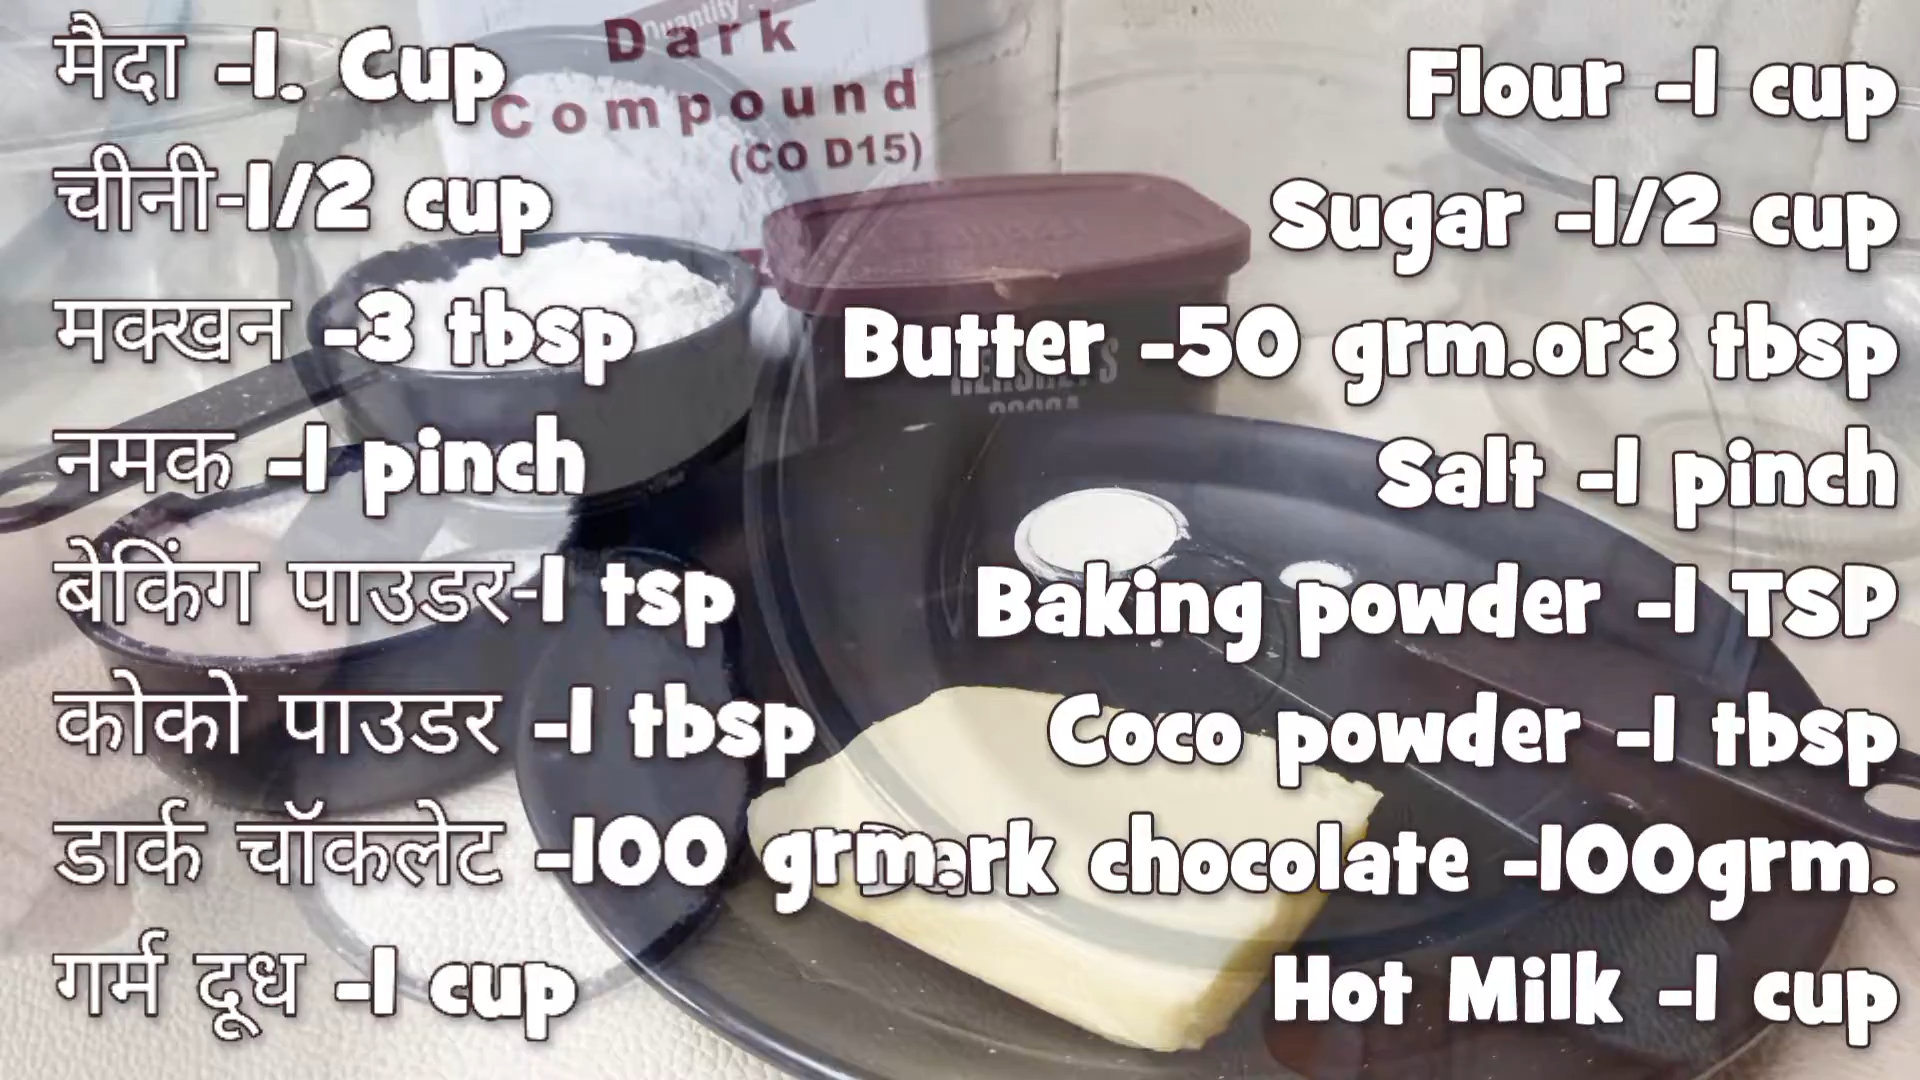 मैदा -1. Cup
चीनी-1/2 cup
मक्खन -3 tbsp
नमक -1 pinch
बेकिंग पाउडर-1 tsp
कोको पाउडर -1 tbsp
डार्क चॉकलेट -100 grm.
गर्म दूध -1 cup
Flour -1 cup
Sugar -1/2 cup
Butter -50 grm.or3 tbsp
Salt -1 pinch
Baking powder -1 TSP
Coco powder -1 tbsp
Dark chocolate -100grm.
Hot Milk -1 cup
Quantity
Dark
Compound
(CO D15)
HERSHEY'S
COCOA